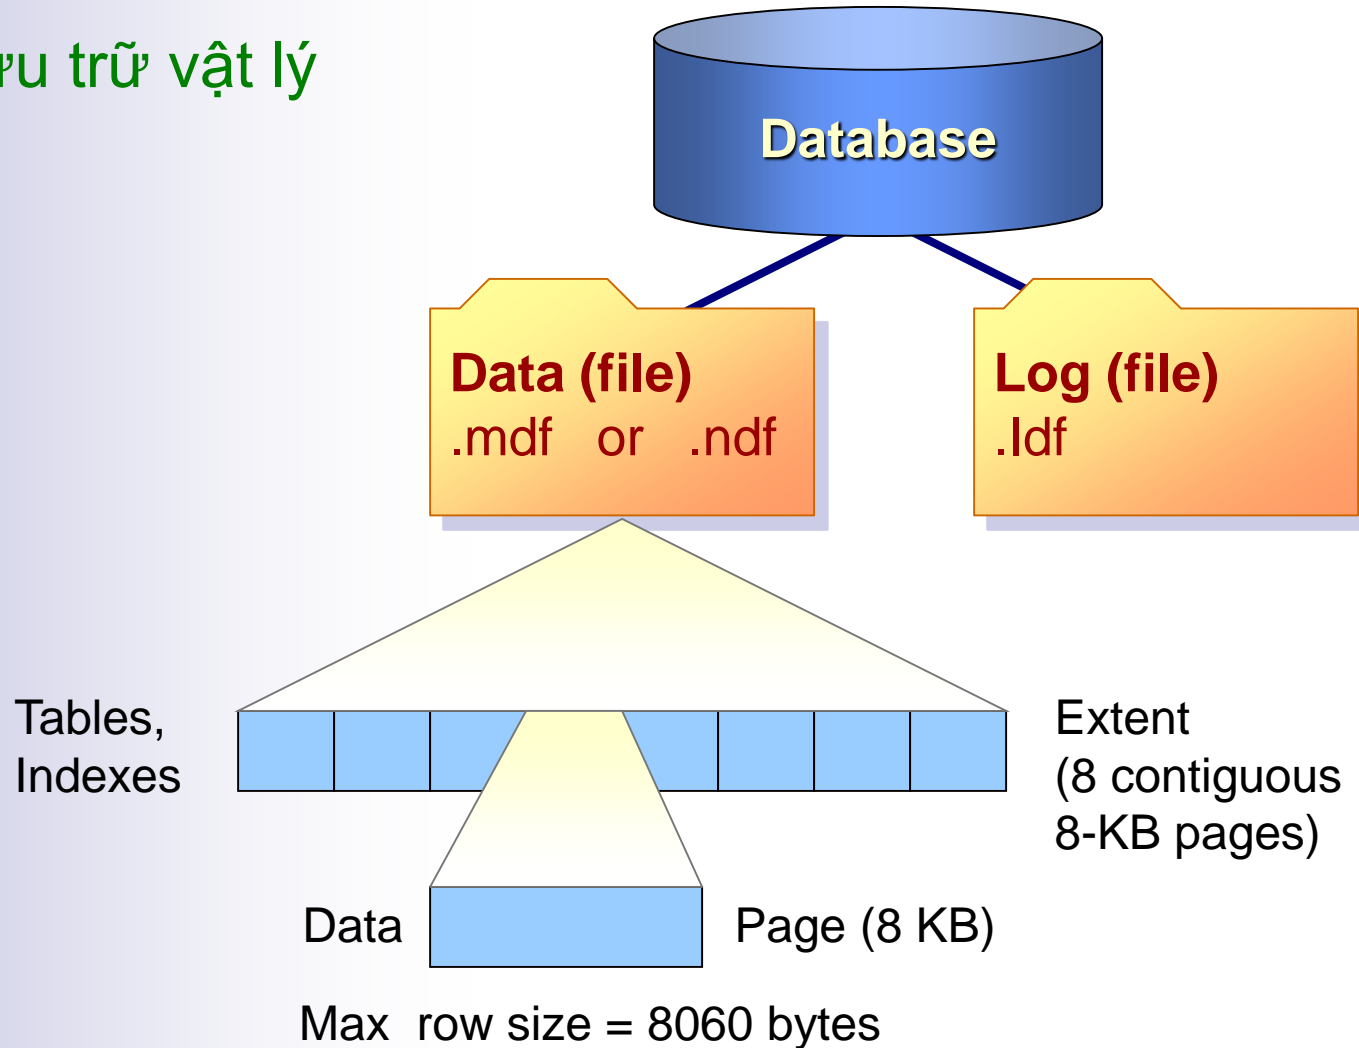 ưu trữ vật lý
Database
Data (file)
.mdf or .ndf
Log (file)
.ldf
Tables,
Indexes
Extent
(8 contiguous
8-KB pages)
Data
Page (8 KB)
Max row size = 8060 bytes